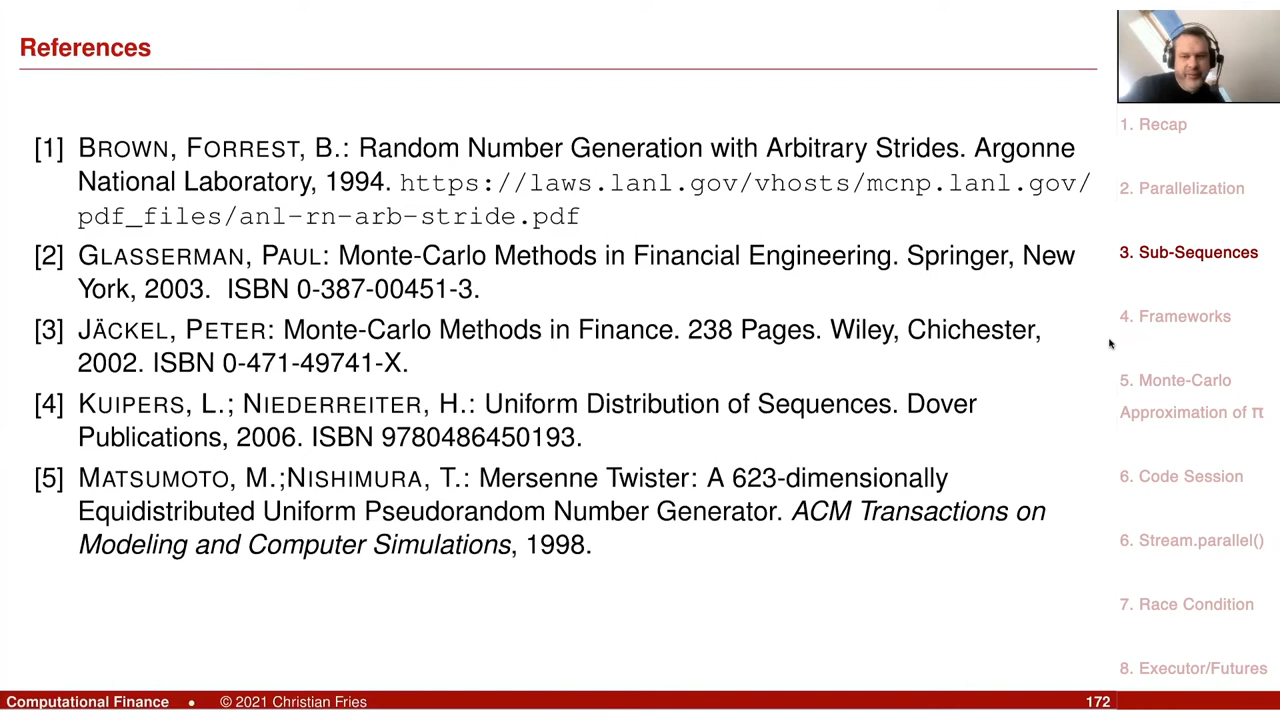 References
[1] BROWN, FORREST, B.: Random Number Generation with Arbitrary Strides. Argonne
National Laboratory, 1994. https://laws.lanl.gov/vhosts/mcnp.lanl.gov/
pdf_files/anl-rn-arb-stride.pdf
[2] GLASSERMAN, PAUL: Monte-Carlo Methods in Financial Engineering. Springer, New
York, 2003. ISBN 0-387-00451-3.
[3] JÄCKEL, PETER: Monte-Carlo Methods in Finance. 238 Pages. Wiley, Chichester,
2002. ISBN 0-471-49741-X.
[4] KUIPERS, L.; NIEDERREITER, H.: Uniform Distribution of Sequences. Dover
Publications, 2006. ISBN 9780486450193.
[5] MATSUMOTO, M.;NISHIMURA, T.: Mersenne Twister: A 623-dimensionally
Equidistributed Uniform Pseudorandom Number Generator. ACM Transactions on
Modeling and Computer Simulations, 1998.
1. Recap
2. Parallelization
3. Sub-Sequences
4. Frameworks
5. Monte-Carlo
Approximation of π
6. Code Session
6. Stream.parallel()
7. Race Condition
8. Executor/Futures
Computational Finance • © 2021 Christian Fries 172